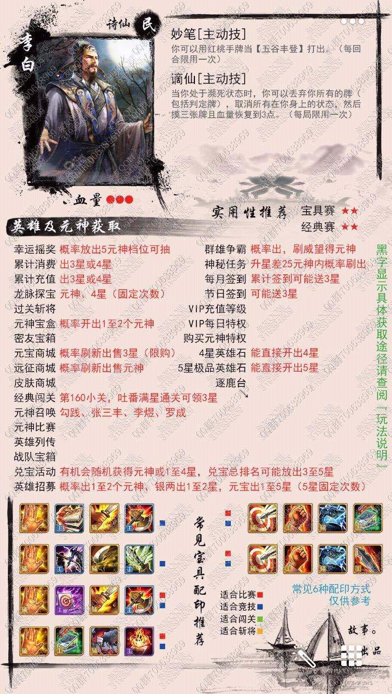 诗仙 民
李白
妙笔[主动技]
你可以用红桃手牌当【五谷丰登】打出。（每回
合限用一次）
谪仙[主动技]
当你处于濒死状态时，你可以丢弃你所有的牌
（包括判定牌），取消所有在你身上的状态，然后
摸三张牌且血量恢复到3点。（每局限用一次）
血量
实用性推荐 宝具赛 ★★
经典赛 ★★
英雄及元神获取
幸运摇奖 概率放出5元神档位可抽
累计消费 出3星或4星
累计充值 出3星或4星
龙脉探宝 元神、4星（固定次数）
过关斩将
元神宝盒 概率开出1至2个元神
密友宝箱
元宝商城 概率刷新出售3星（限购）
远征商城 概率刷新出售元神
皮肤商城
经典闯关 第160小关，吐番满星通关可领3星
元神召唤 勾践、张三丰、李煜、罗成
元神比赛
英雄列传
战队宝箱
兑宝活动 有机会随机获得元神或1至4星，兑宝总排名可能放出3至5星
英雄招募 概率出1至2个元神、银两出1至2星，元宝出1至5星（5星固定次数）
群雄争霸 概率出，刷威望得元神
神秘任务 升星差25元神内概率刷出
每月签到 累计签到可能送3星
节日签到 可能送3星
VIP充值等级
VIP每日特权
购买元神特权
4星英雄石 能直接开出4星
5星极品英雄石 能直接开出5星
逐鹿台
黑字显示具体获取途径请查阅『玩法说明』
常见宝具配印推荐
适合比赛
适合竞技
适合闯关
适合斩将
常见6种配印方式
仅供参考
故事。
出品